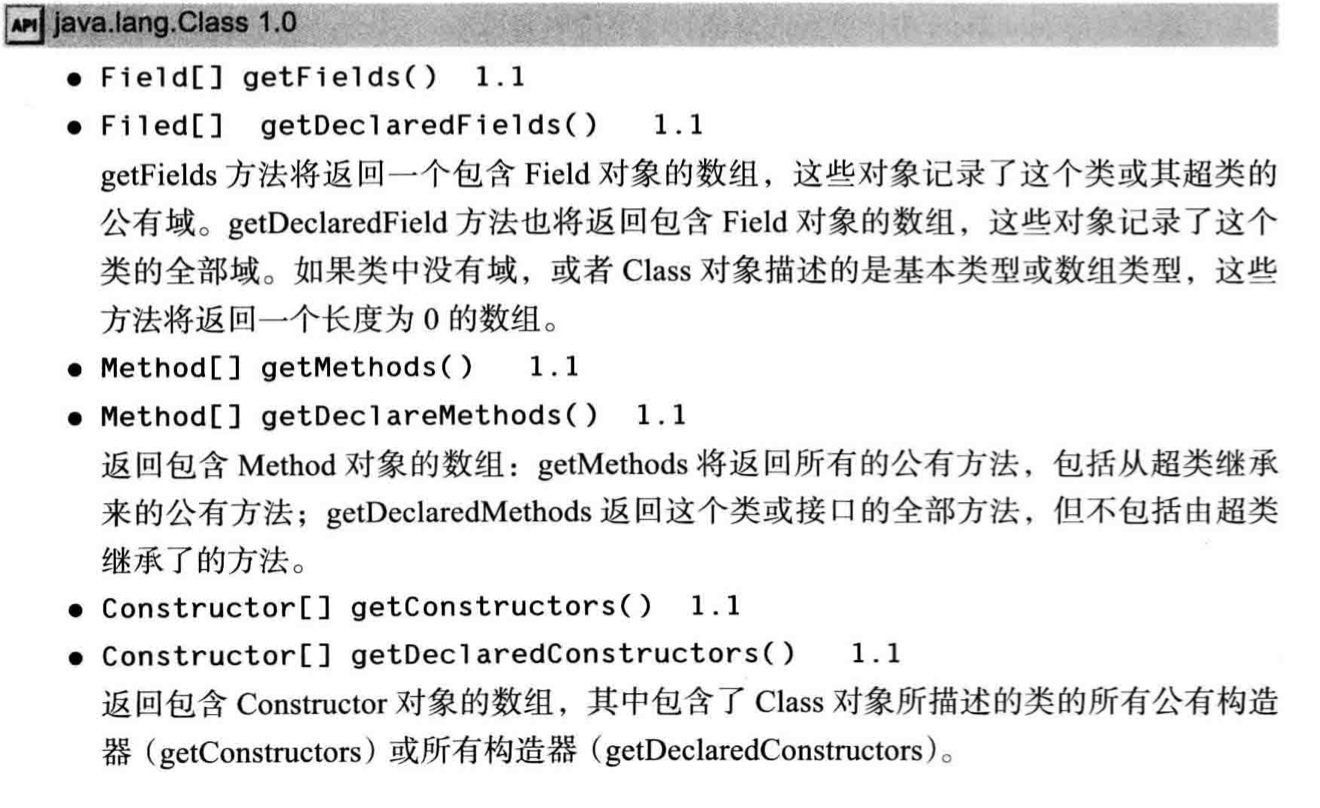 API java.lang.Class 1.0
● Field[] getFields() 1.1
● Filed[] getDeclaredFields() 1.1
getFields 方法将返回一个包含 Field 对象的数组，这些对象记录了这个类或其超类的
公有域。getDeclaredField 方法也将返回包含 Field 对象的数组，这些对象记录了这个
类的全部域。如果类中没有域，或者 Class 对象描述的是基本类型或数组类型，这些
方法将返回一个长度为 0 的数组。
● Method[] getMethods() 1.1
● Method[] getDeclareMethods() 1.1
返回包含 Method 对象的数组：getMethods 将返回所有的公有方法，包括从超类继承
来的公有方法；getDeclaredMethods 返回这个类或接口的全部方法，但不包括由超类
继承了的方法。
● Constructor[] getConstructors() 1.1
● Constructor[] getDeclaredConstructors() 1.1
返回包含 Constructor 对象的数组，其中包含了 Class 对象所描述的类的所有公有构造
器（getConstructors）或所有构造器（getDeclaredConstructors）。